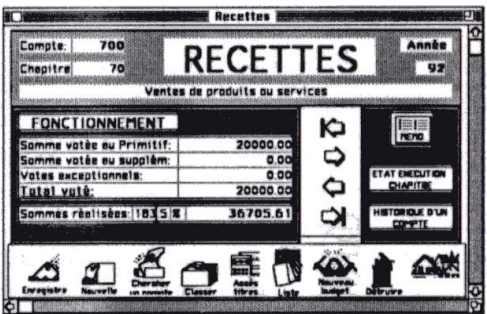 Recettes
Compte: 700
Chapitre 70
RECETTES
Année
92
Ventes de produits ou services
FONCTIONNEMENT
Somme votée au Primitif: 20000.00
Somme votée au supplém: 0.00
Votes exceptionnels: 0.00
Total voté: 20000.00
Sommes réalisées: 183,5 % 36705.61
MEMO
ETAT EXECUTION
CHAPITRE
HISTORIQUE D'UN
COMPTE
Enregistre
Nouvelle
Chercher
un compte
Classer
Accès
titres
Liste
Nouveau
budget
Détruire